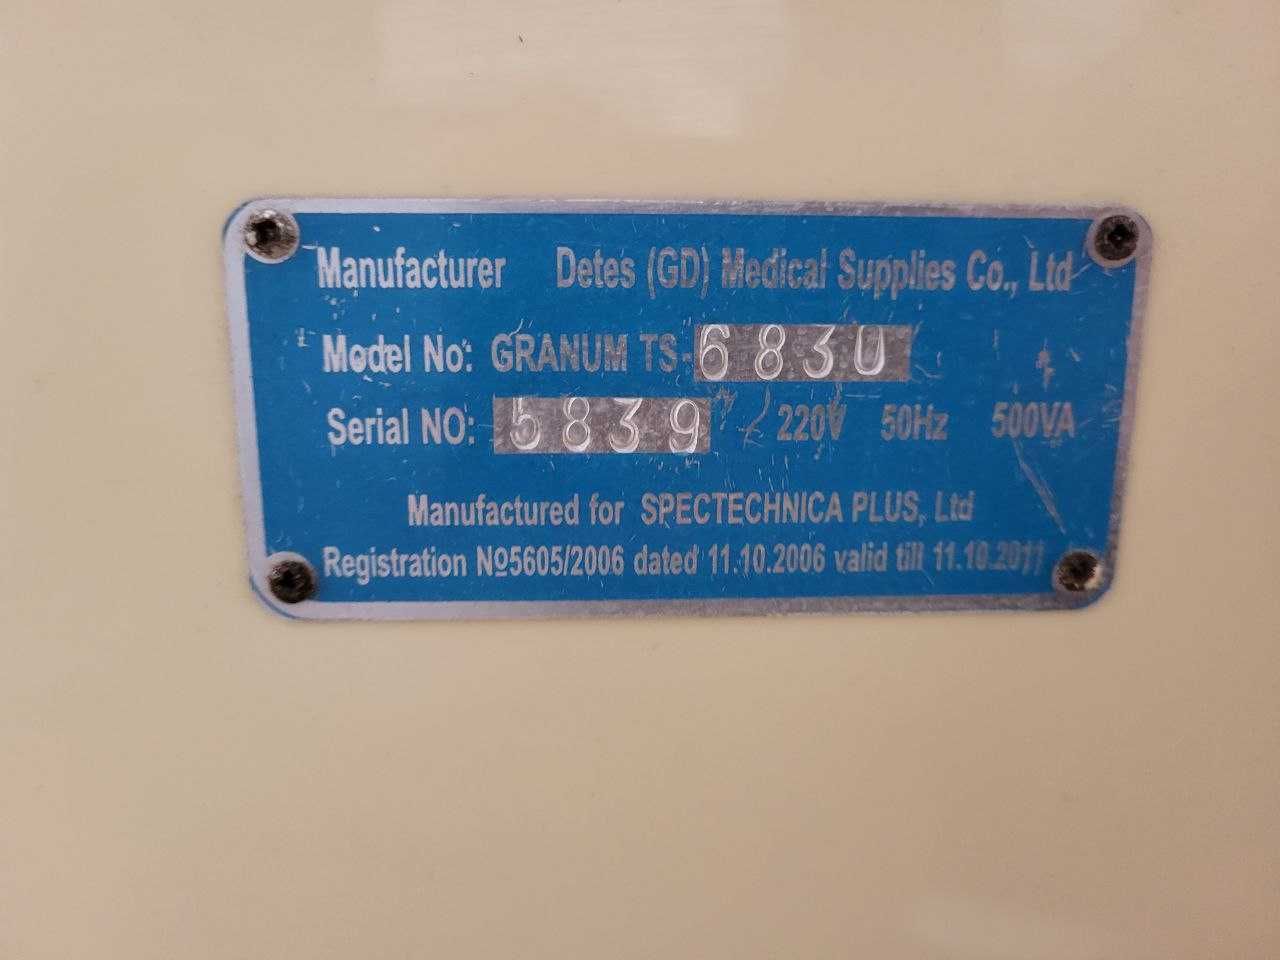 Manufacturer Detes (GD) Medical Supplies Co., Ltd
Model No: GRANUM TS-6830
Serial NO: 5839 220V 50Hz 500VA
Manufactured for SPECTECHNICA PLUS, Ltd
Registration №5605/2006 dated 11.10.2006 valid till 11.10.2011